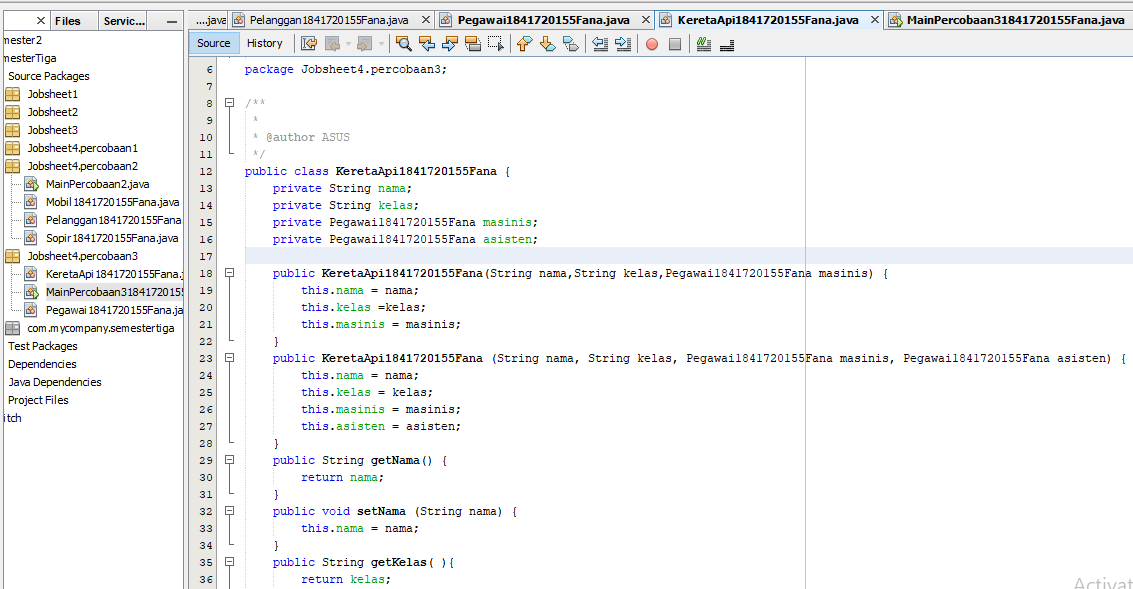 Files
Servic...
....java
Pelanggan1841720155Fana.java
Pegawai1841720155Fana.java
KeretaApi1841720155Fana.java
MainPercobaan31841720155Fana.java
Source
History
mester2
mesterTiga
Source Packages
Jobsheet1
Jobsheet2
Jobsheet3
Jobsheet4.percobaan1
Jobsheet4.percobaan2
MainPercobaan2.java
Mobil1841720155Fana.java
Pelanggan1841720155Fana
Sopir1841720155Fana.java
Jobsheet4.percobaan3
KeretaApi1841720155Fana.j
MainPercobaan3184172015
Pegawai1841720155Fana.ja
com.mycompany.semestertiga
Test Packages
Dependencies
Java Dependencies
Project Files
itch
6 package Jobsheet4.percobaan3;
7
8 /**
9 *
10 * @author ASUS
11 */
12 public class KeretaApi1841720155Fana {
13 private String nama;
14 private String kelas;
15 private Pegawai1841720155Fana masinis;
16 private Pegawai1841720155Fana asisten;
17
18 public KeretaApi1841720155Fana(String nama,String kelas,Pegawai1841720155Fana masinis) {
19 this.nama = nama;
20 this.kelas =kelas;
21 this.masinis = masinis;
22 }
23 public KeretaApi1841720155Fana (String nama, String kelas, Pegawai1841720155Fana masinis, Pegawai1841720155Fana asisten) {
24 this.nama = nama;
25 this.kelas = kelas;
26 this.masinis = masinis;
27 this.asisten = asisten;
28 }
29 public String getNama() {
30 return nama;
31 }
32 public void setNama (String nama) {
33 this.nama = nama;
34 }
35 public String getKelas( ){
36 return kelas;
Activat